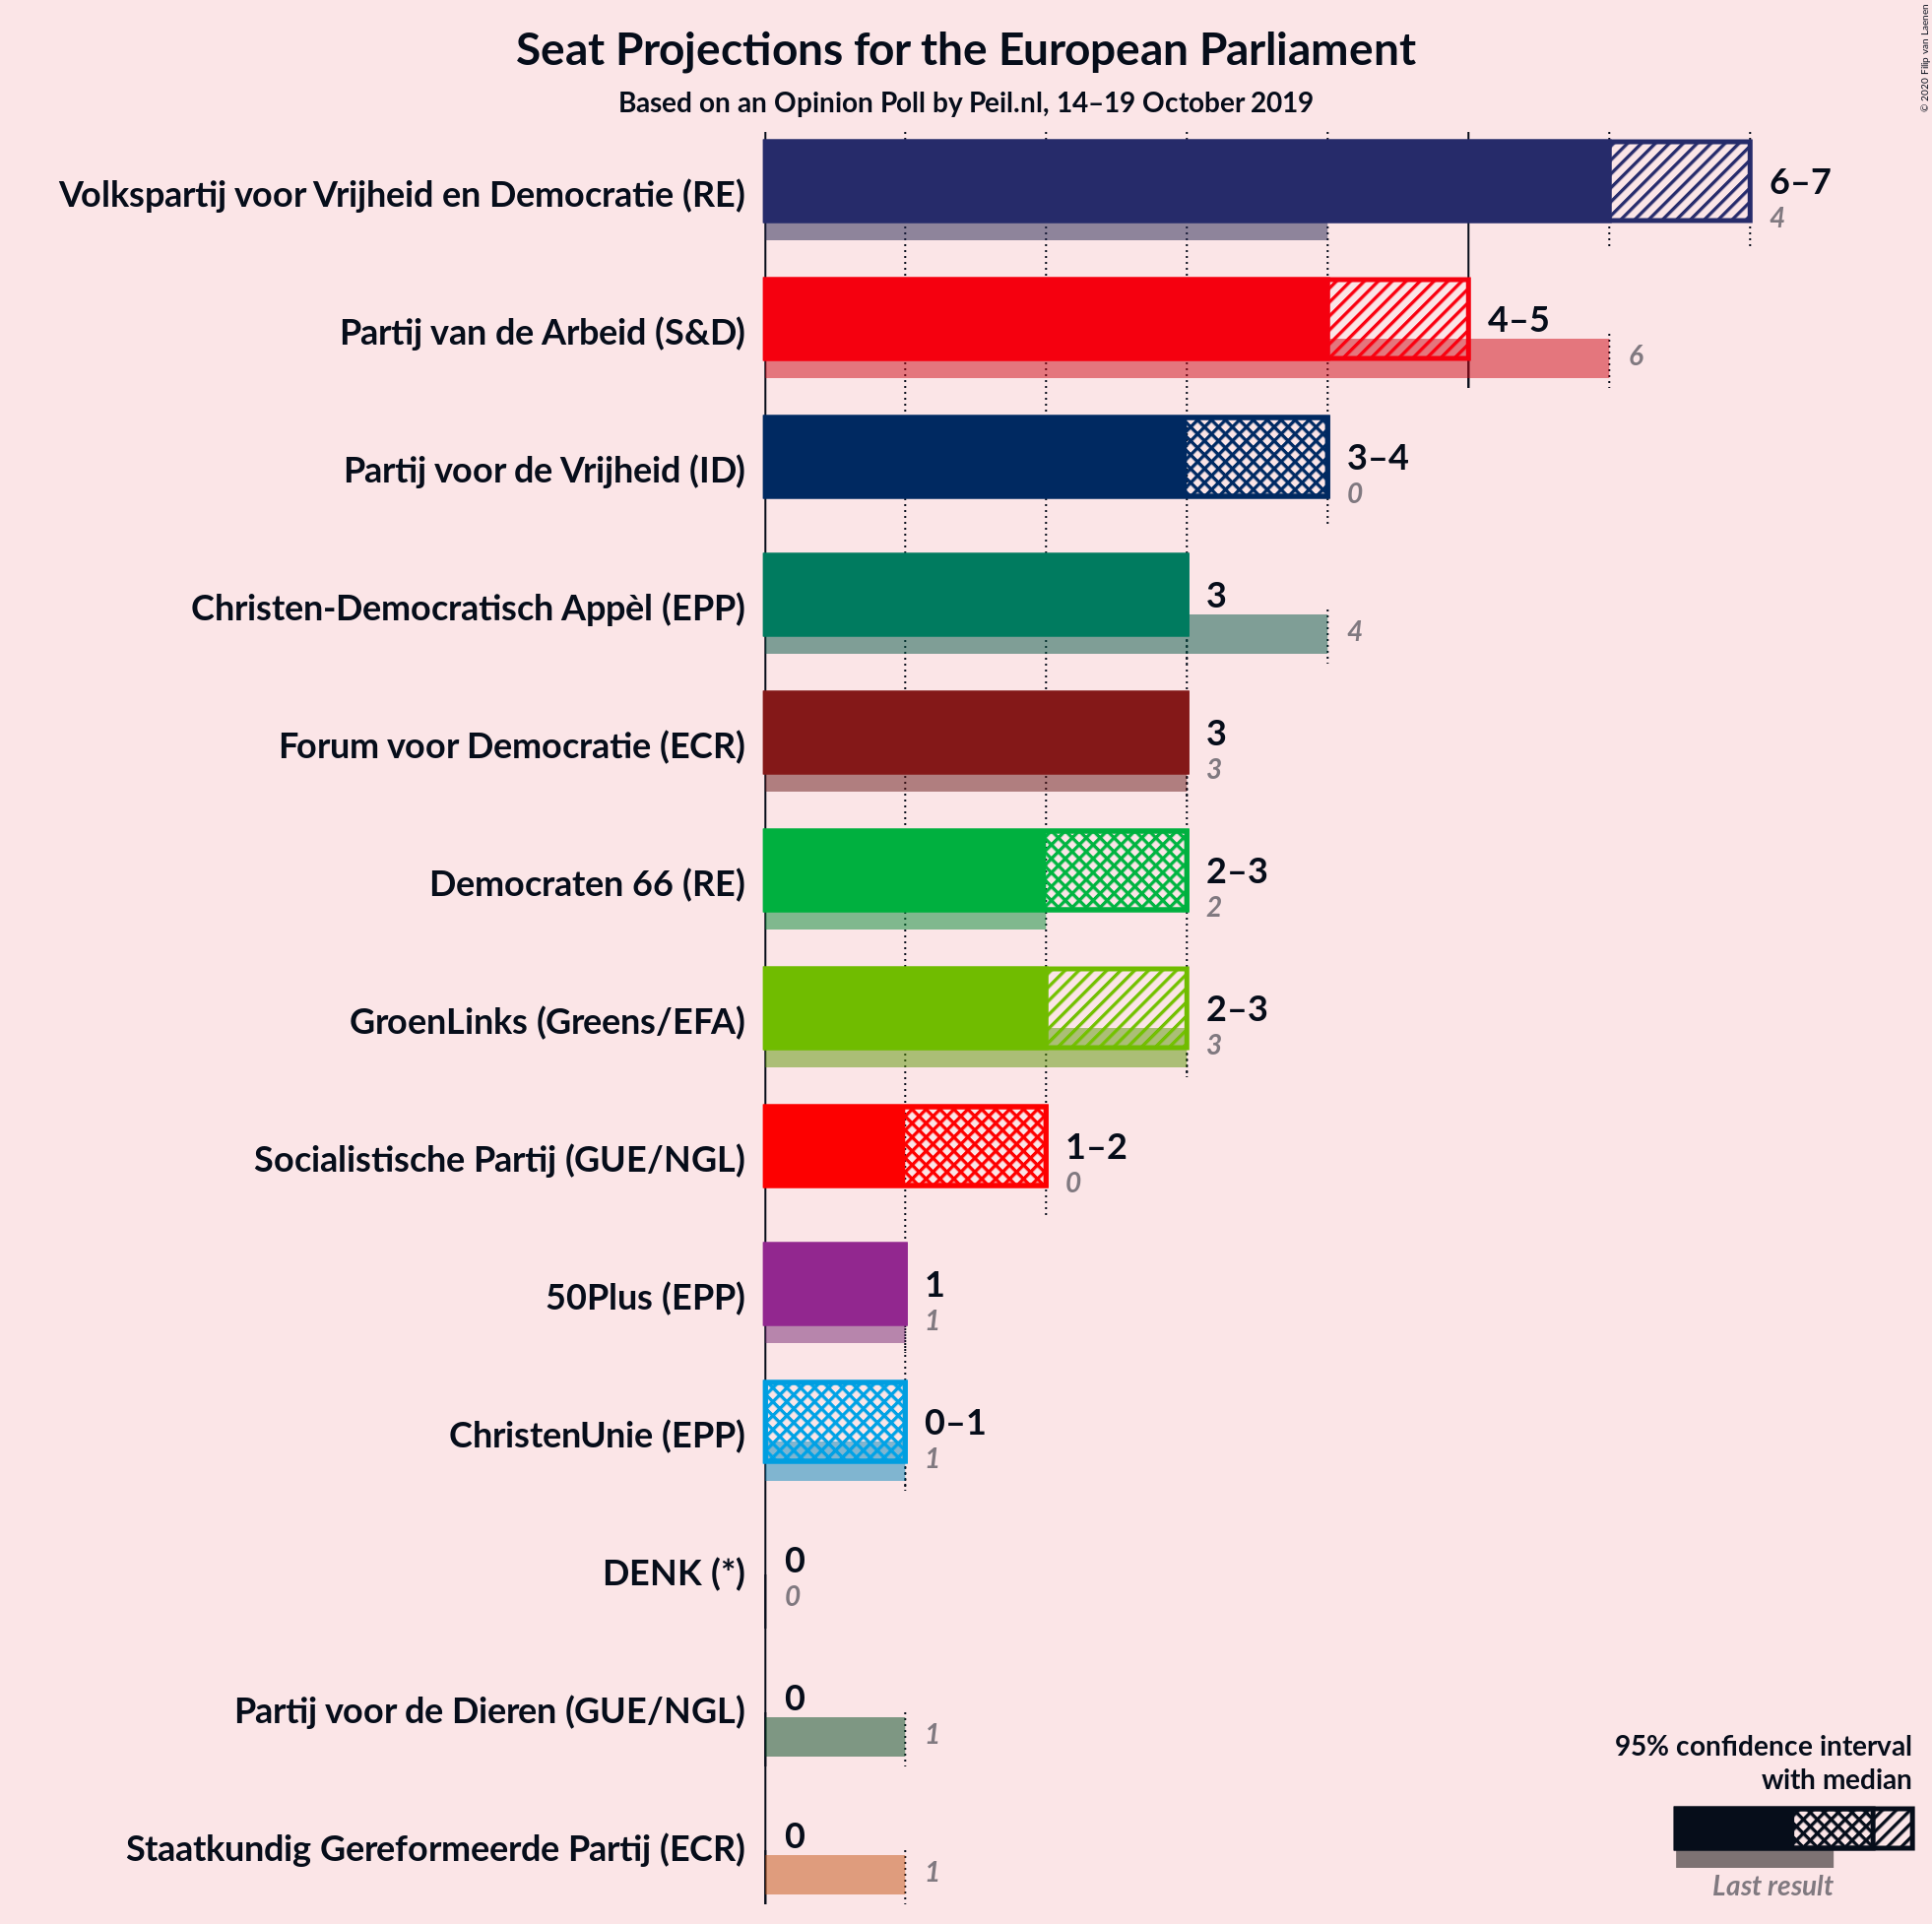 Seat Projections for the European Parliament
Based on an Opinion Poll by Peil.nl, 14–19 October 2019
© 2020 Filip van Laenen
Volkspartij voor Vrijheid en Democratie (RE)
6–7
4
Partij van de Arbeid (S&D)
4–5
6
Partij voor de Vrijheid (ID)
3–4
0
Christen-Democratisch Appèl (EPP)
3
4
Forum voor Democratie (ECR)
3
3
Democraten 66 (RE)
2–3
2
GroenLinks (Greens/EFA)
2–3
3
Socialistische Partij (GUE/NGL)
1–2
0
50Plus (EPP)
1
1
ChristenUnie (EPP)
0–1
1
DENK (*)
0
0
Partij voor de Dieren (GUE/NGL)
0
1
Staatkundig Gereformeerde Partij (ECR)
0
1
95% confidence interval
with median
Last result